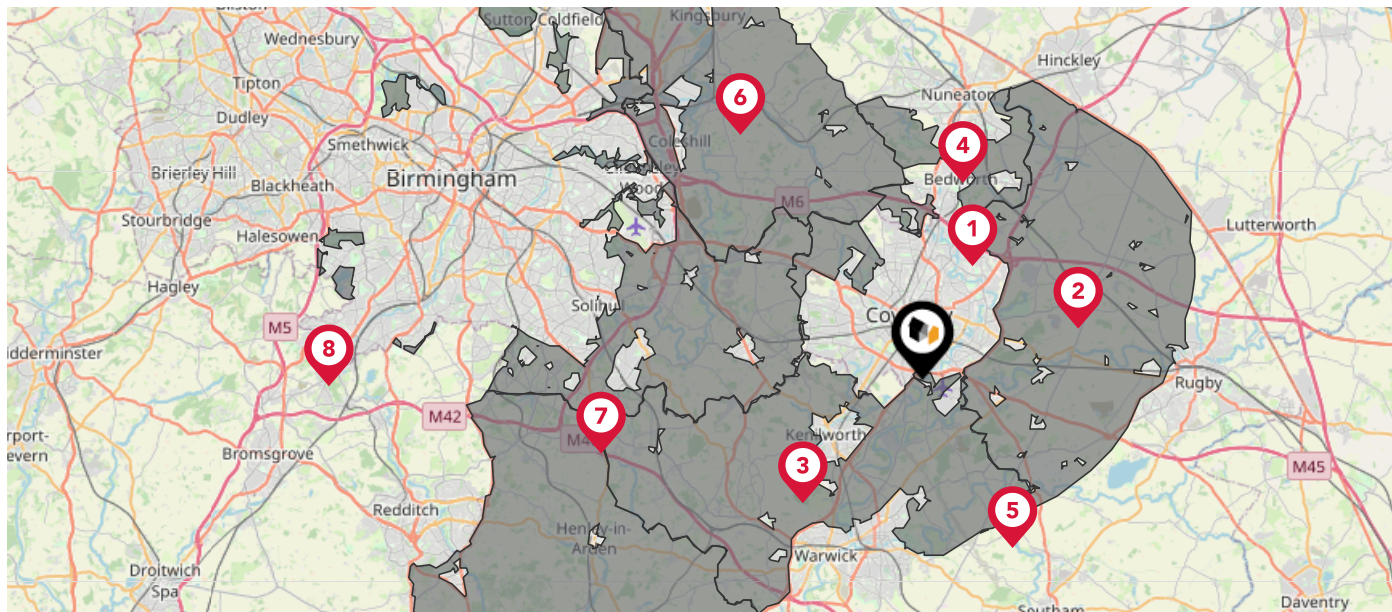 Bilston
Sutton Coldfield
Kingsbury
Wednesbury
Hinckley
Tipton
Nuneaton
6
Dudley
Smethwick
Coleshill
4
Brierley Hill
Birmingham
Bedworth
Blackheath
Wood
M6
Stourbridge
1
Lutterworth
Halesowen
Hagley
2
Solihull
M5
8
Rugby
M42
7
Kenilworth
Bromsgrove
3
M45
Redditch
5
Henley-in-
Arden
Warwick
Droitwich
Spa
Southam
Daventry